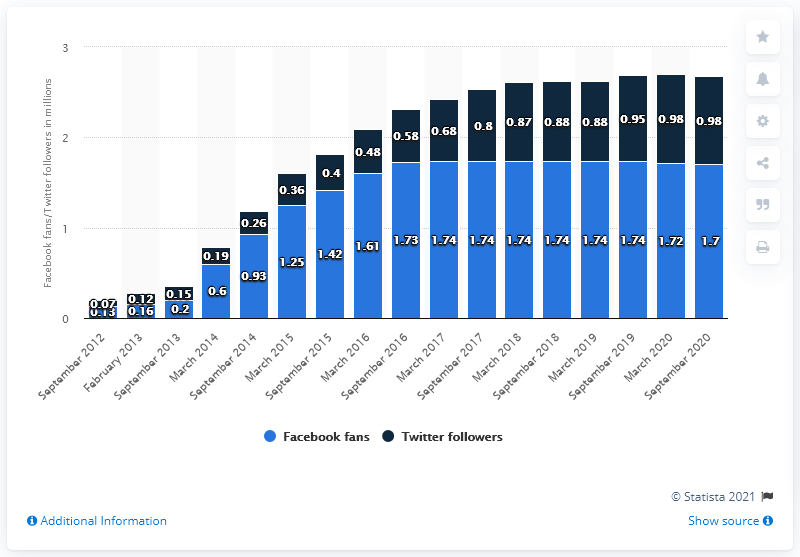 Facebook fans/Twitter followers in millions
3
2
1
0
0.07 0.12 0.15 0.19 0.26 0.36 0.4 0.48 0.58 0.68 0.8 0.87 0.88 0.88 0.95 0.98 0.98
0.13 0.16 0.2 0.6 0.93 1.25 1.42 1.61 1.73 1.74 1.74 1.74 1.74 1.74 1.74 1.72 1.7
September 2012
February 2013
September 2013
March 2014
September 2014
March 2015
September 2015
March 2016
September 2016
March 2017
September 2017
March 2018
September 2018
March 2019
September 2019
March 2020
September 2020
Facebook fans Twitter followers
© Statista 2021
Additional Information Show source